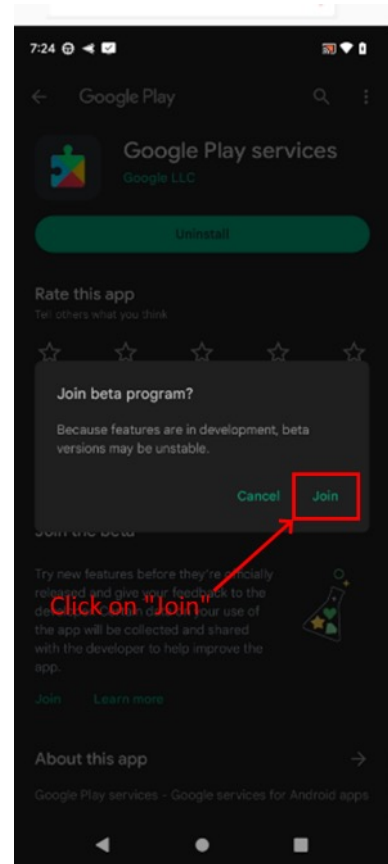 7:24
Google Play
Google Play services
Google LLC
Uninstall
Rate this app
Tell others what you think
Join beta program?
Because features are in development, beta
versions may be unstable.
Cancel Join
Join the beta
Try new features before they're officially
released and give your feedback to the
Click on "Join"
the app will be collected and shared
with the developer to help improve the
app.
Join Learn more
About this app
Google Play services - Google services for Android apps